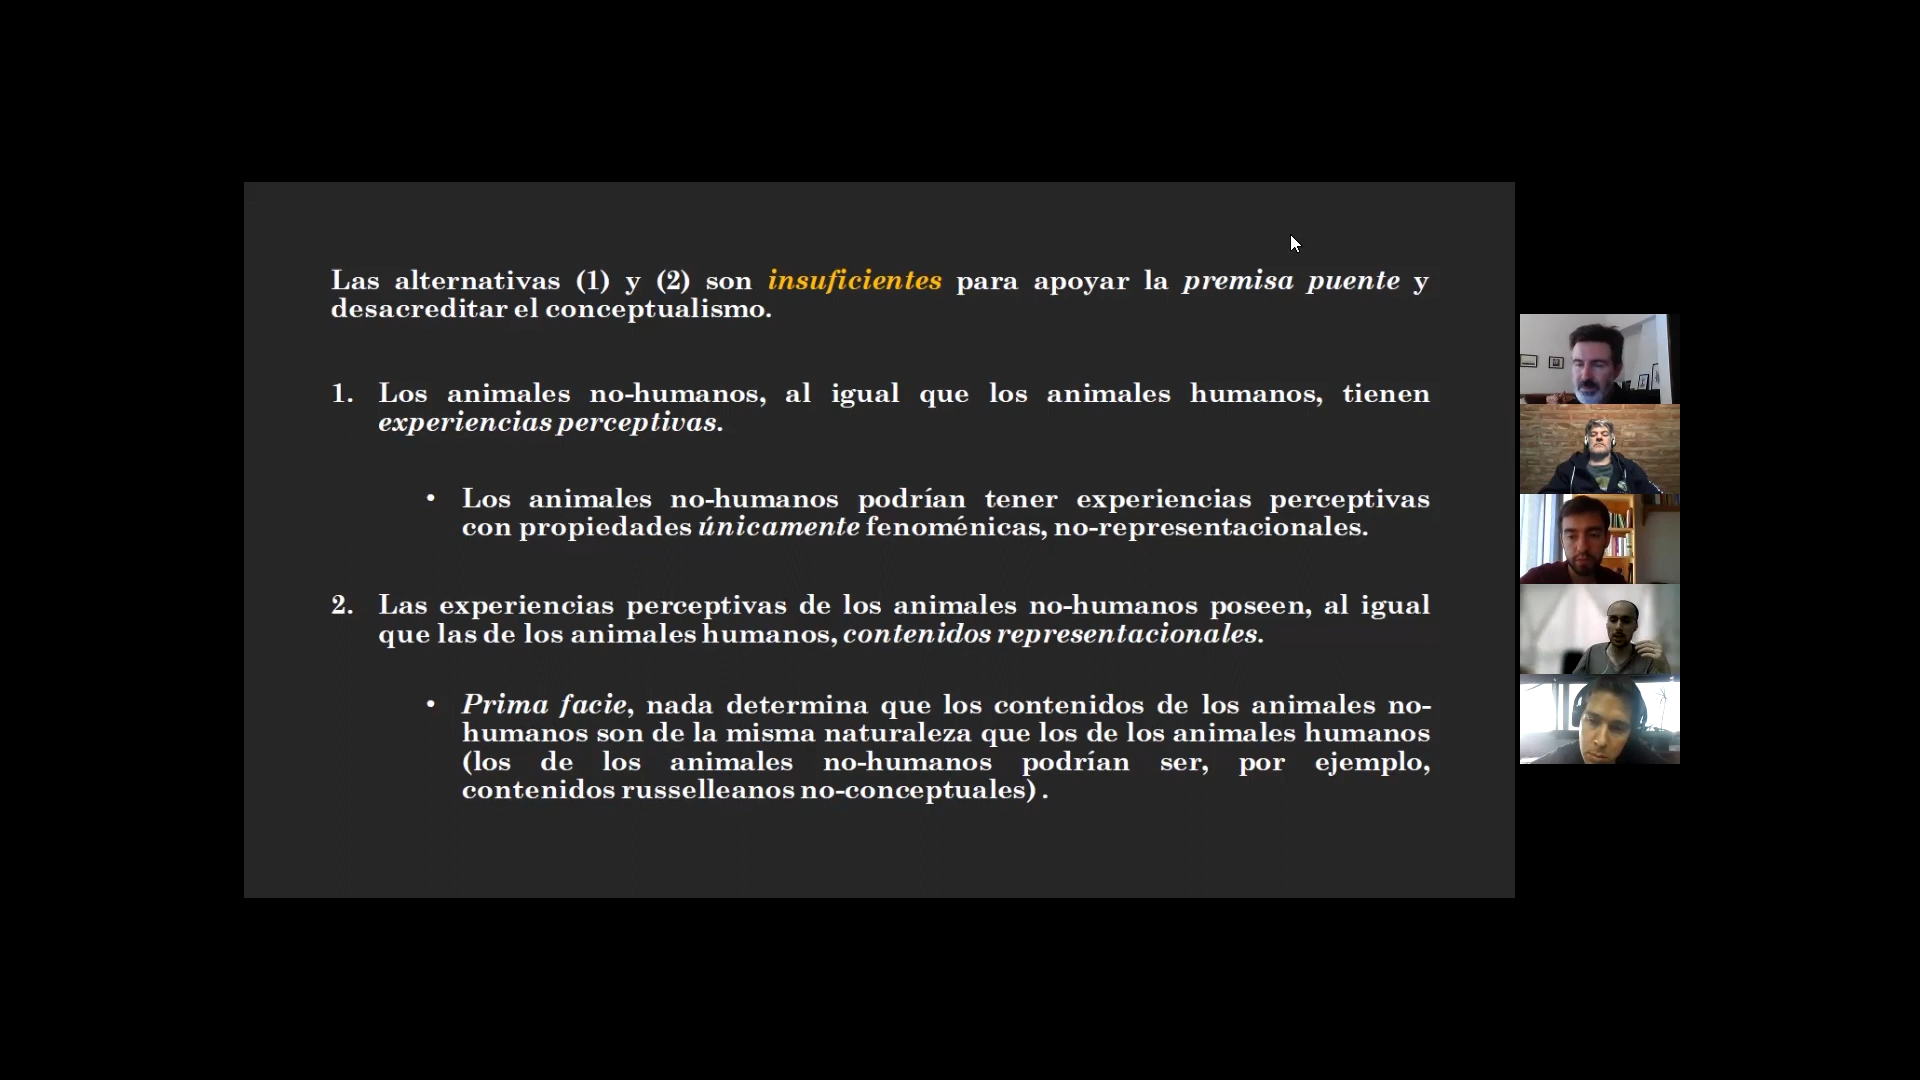 Las alternativas (1) y (2) son insuficientes para apoyar la premisa puente y
desacreditar el conceptualismo.
1. Los animales no-humanos, al igual que los animales humanos, tienen
experiencias perceptivas.
• Los animales no-humanos podrían tener experiencias perceptivas
con propiedades únicamente fenoménicas, no-representacionales.
2. Las experiencias perceptivas de los animales no-humanos poseen, al igual
que las de los animales humanos, contenidos representacionales.
• Prima facie, nada determina que los contenidos de los animales no-
humanos son de la misma naturaleza que los de los animales humanos
(los de los animales no-humanos podrían ser, por ejemplo,
contenidos russelleanos no-conceptuales) .